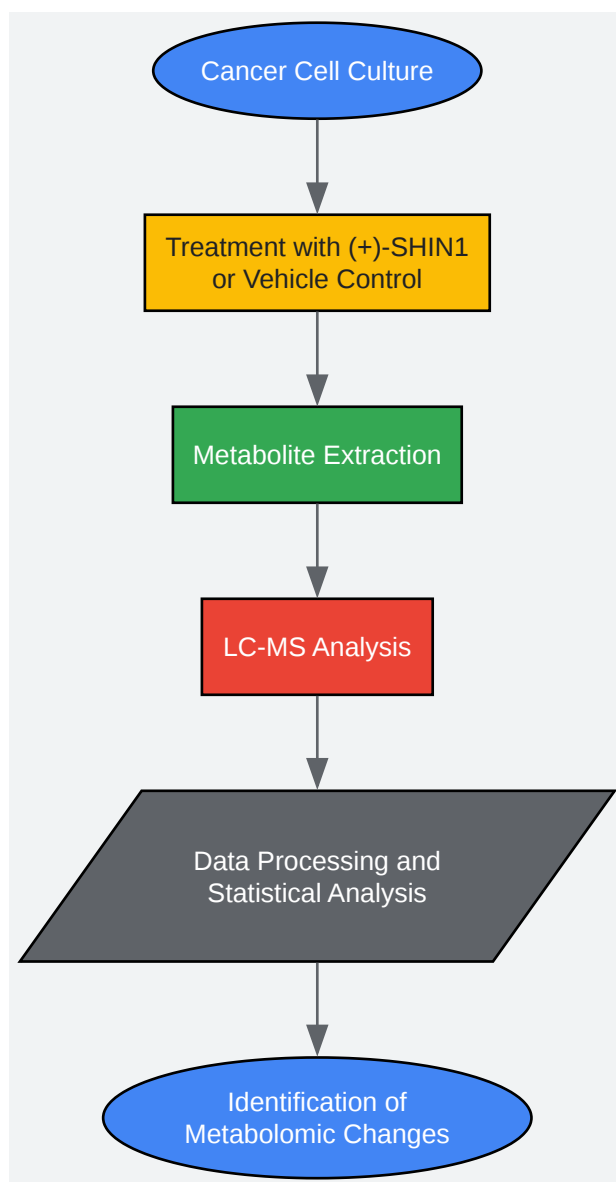 Cancer Cell Culture
Treatment with (+)-SHIN1
or Vehicle Control
Metabolite Extraction
LC-MS Analysis
Data Processing and
Statistical Analysis
Identification of
Metabolomic Changes